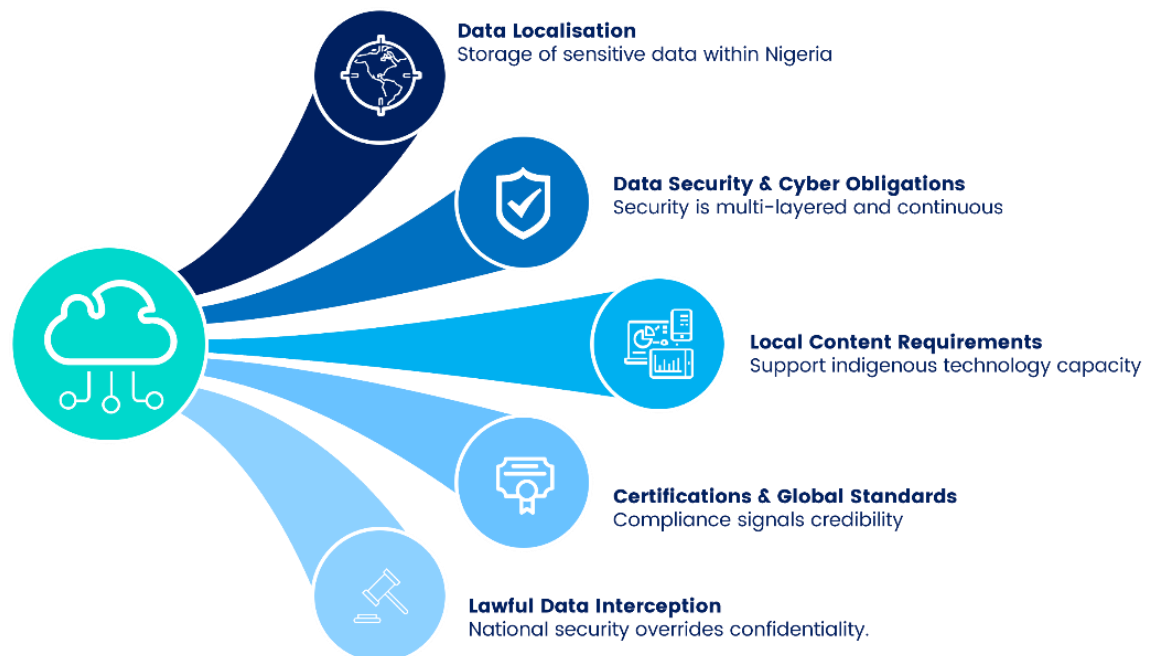 Data Localisation
Storage of sensitive data within Nigeria
Data Security & Cyber Obligations
Security is multi-layered and continuous
Local Content Requirements
Support indigenous technology capacity
Certifications & Global Standards
Compliance signals credibility
Lawful Data Interception
National security overrides confidentiality.